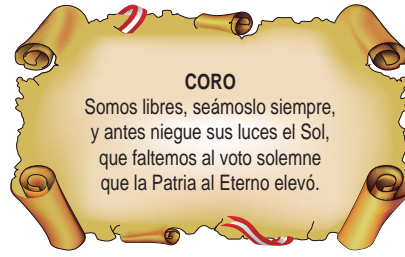 CORO
Somos libres, seámoslo siempre,
y antes niegue sus luces el Sol,
que faltemos al voto solemne
que la Patria al Eterno elevó.